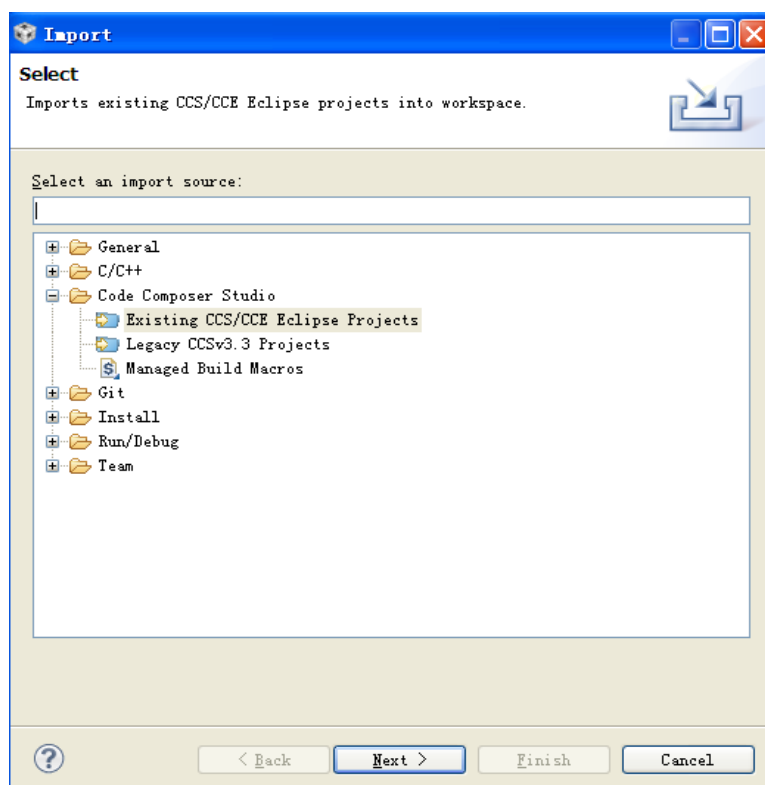 Import
Select
Imports existing CCS/CCE Eclipse projects into workspace.
Select an import source:
General
C/C++
Code Composer Studio
Existing CCS/CCE Eclipse Projects
Legacy CCSv3.3 Projects
Managed Build Macros
Git
Install
Run/Debug
Team
? < Back Next > Finish Cancel